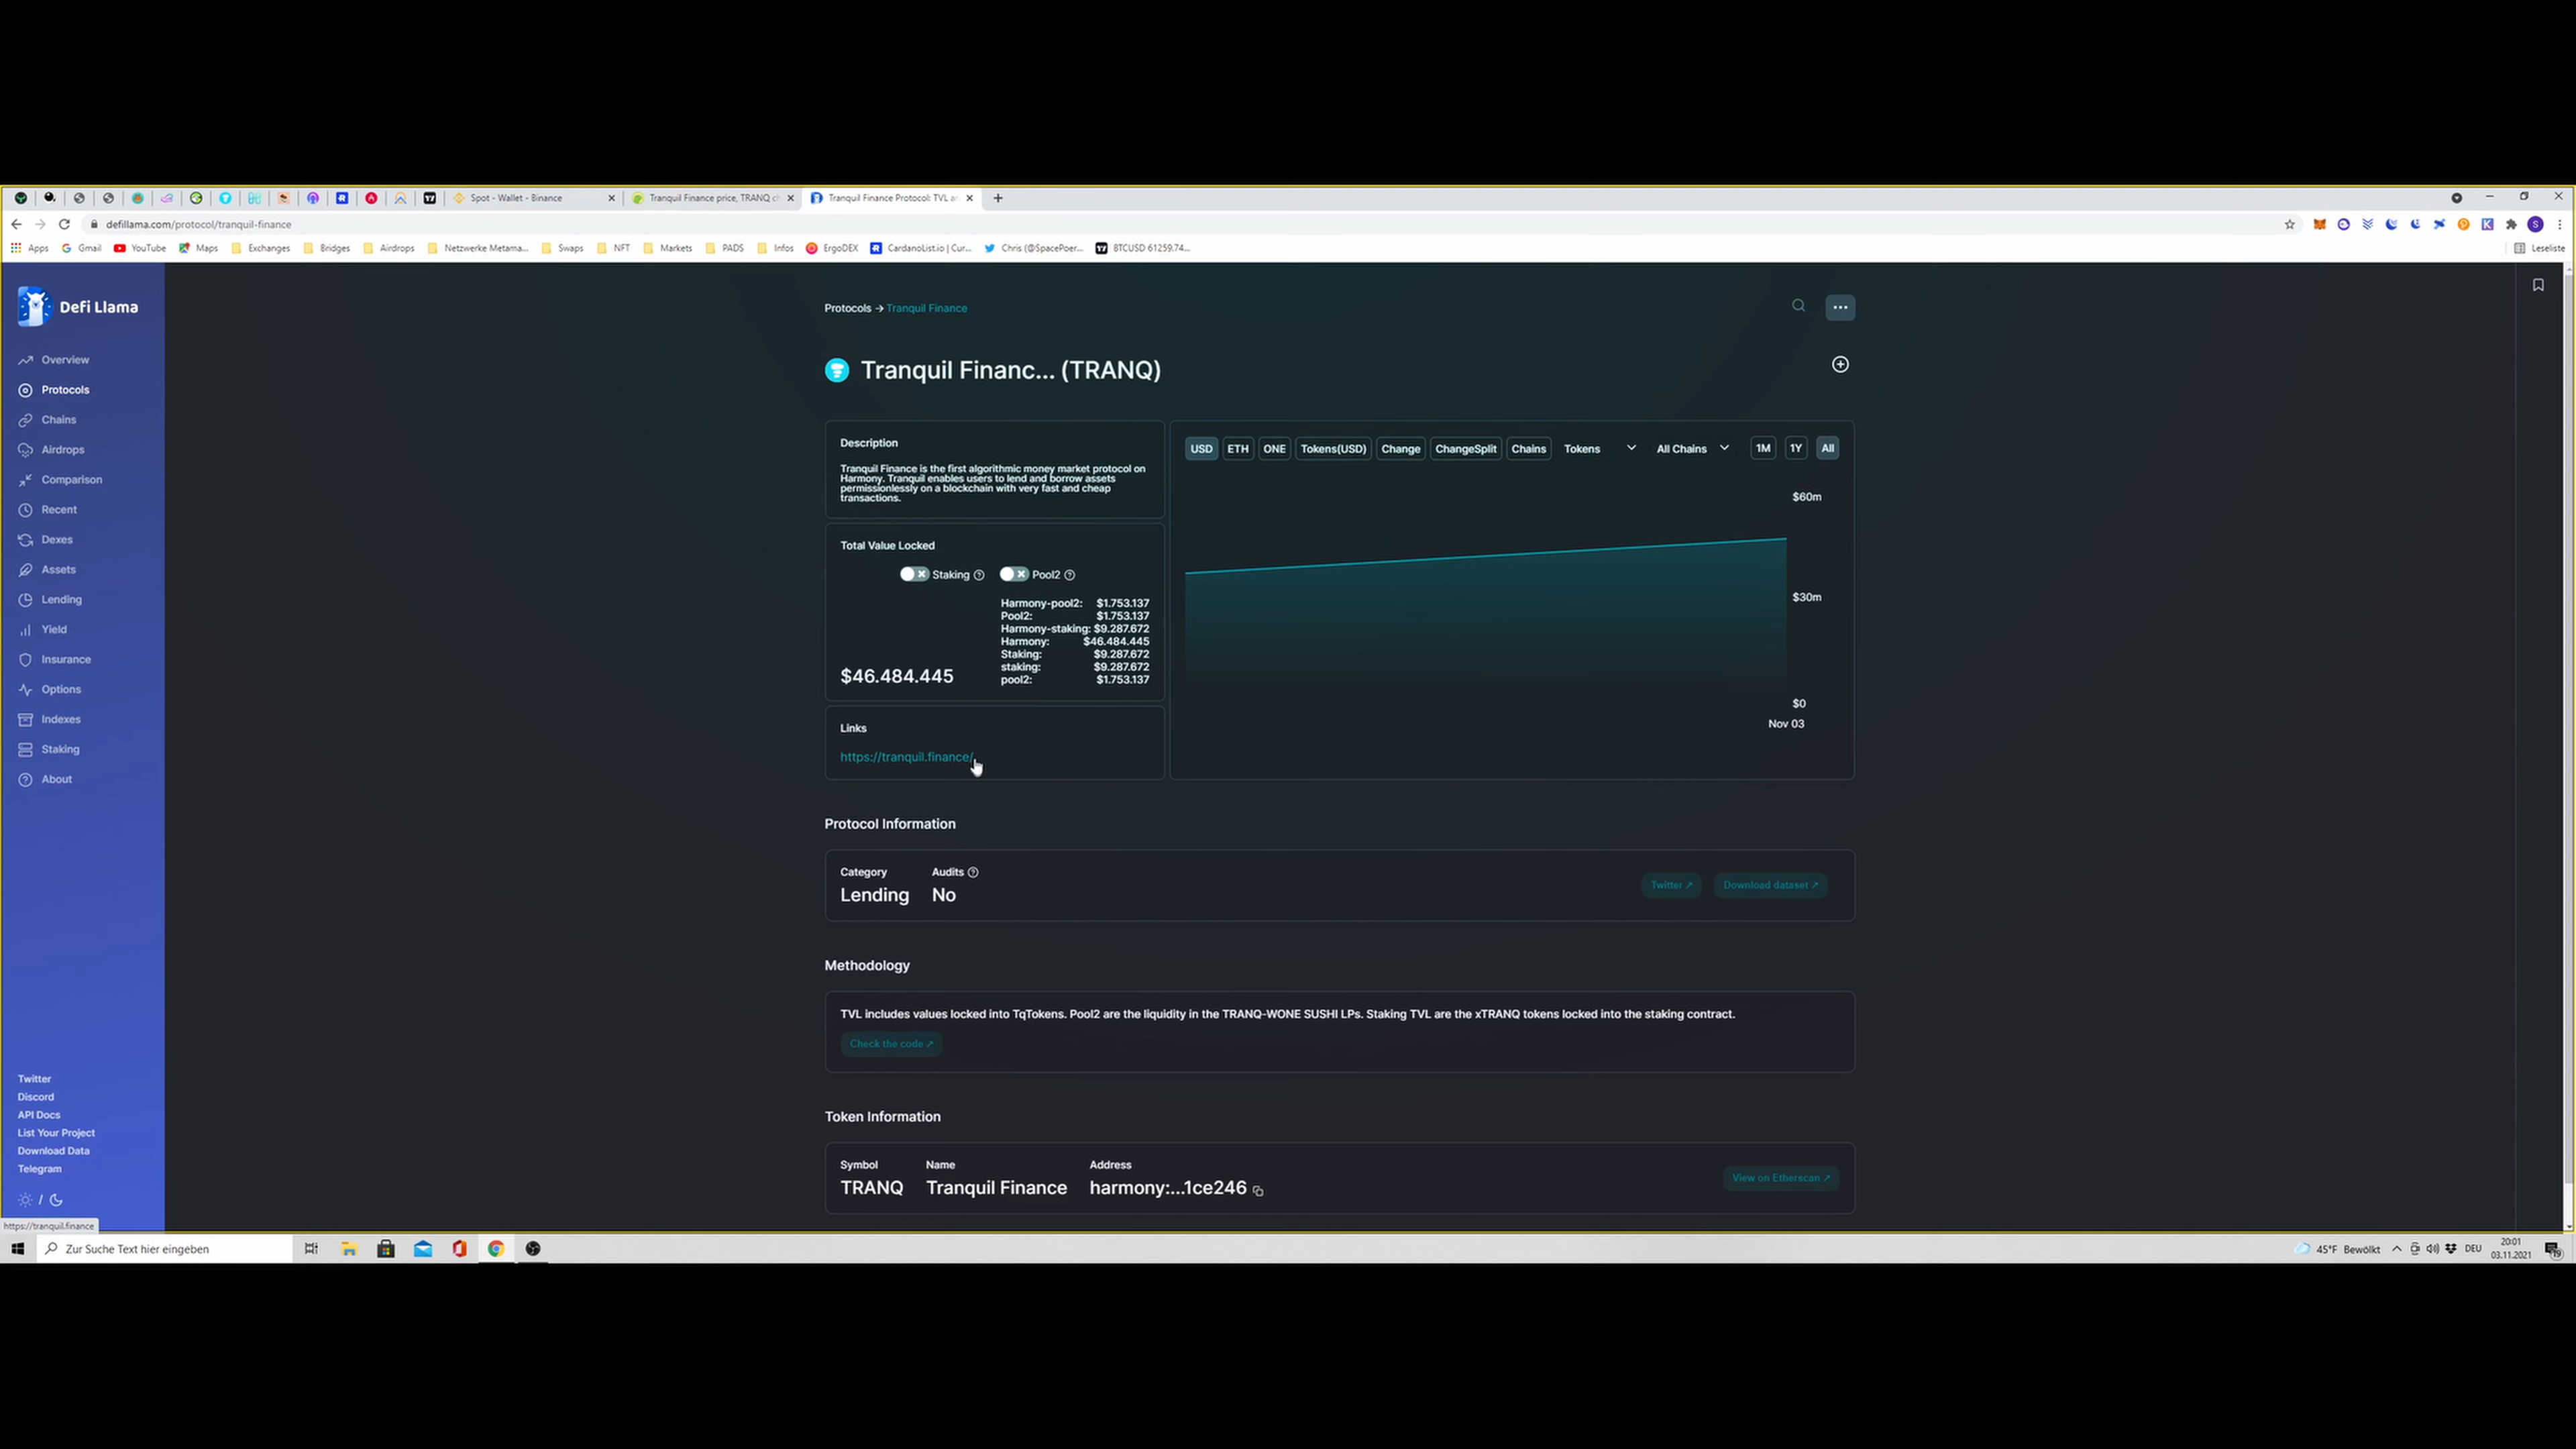 Spot - Wallet - Binance
Tranquil Finance price, TRANQ c
Tranquil Finance Protocol: TVL a
defillama.com/protocol/tranquil-finance
Apps
Gmail
YouTube
Maps
Exchanges
Bridges
Airdrops
Netzwerke Metama...
Swaps
NFT
Markets
PADS
Infos
ErgoDEX
CardanoList.io | Cur...
Chris (@SpacePoer...
BTCUSD 61259.74...
Leseliste
Defi Llama
Overview
Protocols
Chains
Airdrops
Comparison
Recent
Dexes
Assets
Lending
Yield
Insurance
Options
Indexes
Staking
About
Twitter
Discord
API Docs
List Your Project
Download Data
Telegram
/
https://tranquil.finance
Protocols → Tranquil Finance
Tranquil Financ... (TRANQ)
Description
Tranquil Finance is the first algorithmic money market protocol on
Harmony. Tranquil enables users to lend and borrow assets
permissionlessly on a blockchain with very fast and cheap
transactions.
Total Value Locked
Staking
Pool2
Harmony-pool2: $1.753.137
Pool2: $1.753.137
Harmony-staking: $9.287.672
Harmony: $46.484.445
Staking: $9.287.672
staking: $9.287.672
pool2: $1.753.137
$46.484.445
Links
https://tranquil.finance/
USD ETH ONE Tokens(USD) Change ChangeSplit Chains Tokens All Chains 1M 1Y All
$60m
$30m
$0
Nov 03
Protocol Information
Category Audits
Lending No
Twitter ↗ Download dataset ↗
Methodology
TVL includes values locked into TqTokens. Pool2 are the liquidity in the TRANQ-WONE SUSHI LPs. Staking TVL are the xTRANQ tokens locked into the staking contract.
Check the code ↗
Token Information
Symbol Name Address
TRANQ Tranquil Finance harmony:...1ce246
View on Etherscan ↗
Zur Suche Text hier eingeben
45°F Bewölkt
DEU
20:01
03.11.2021